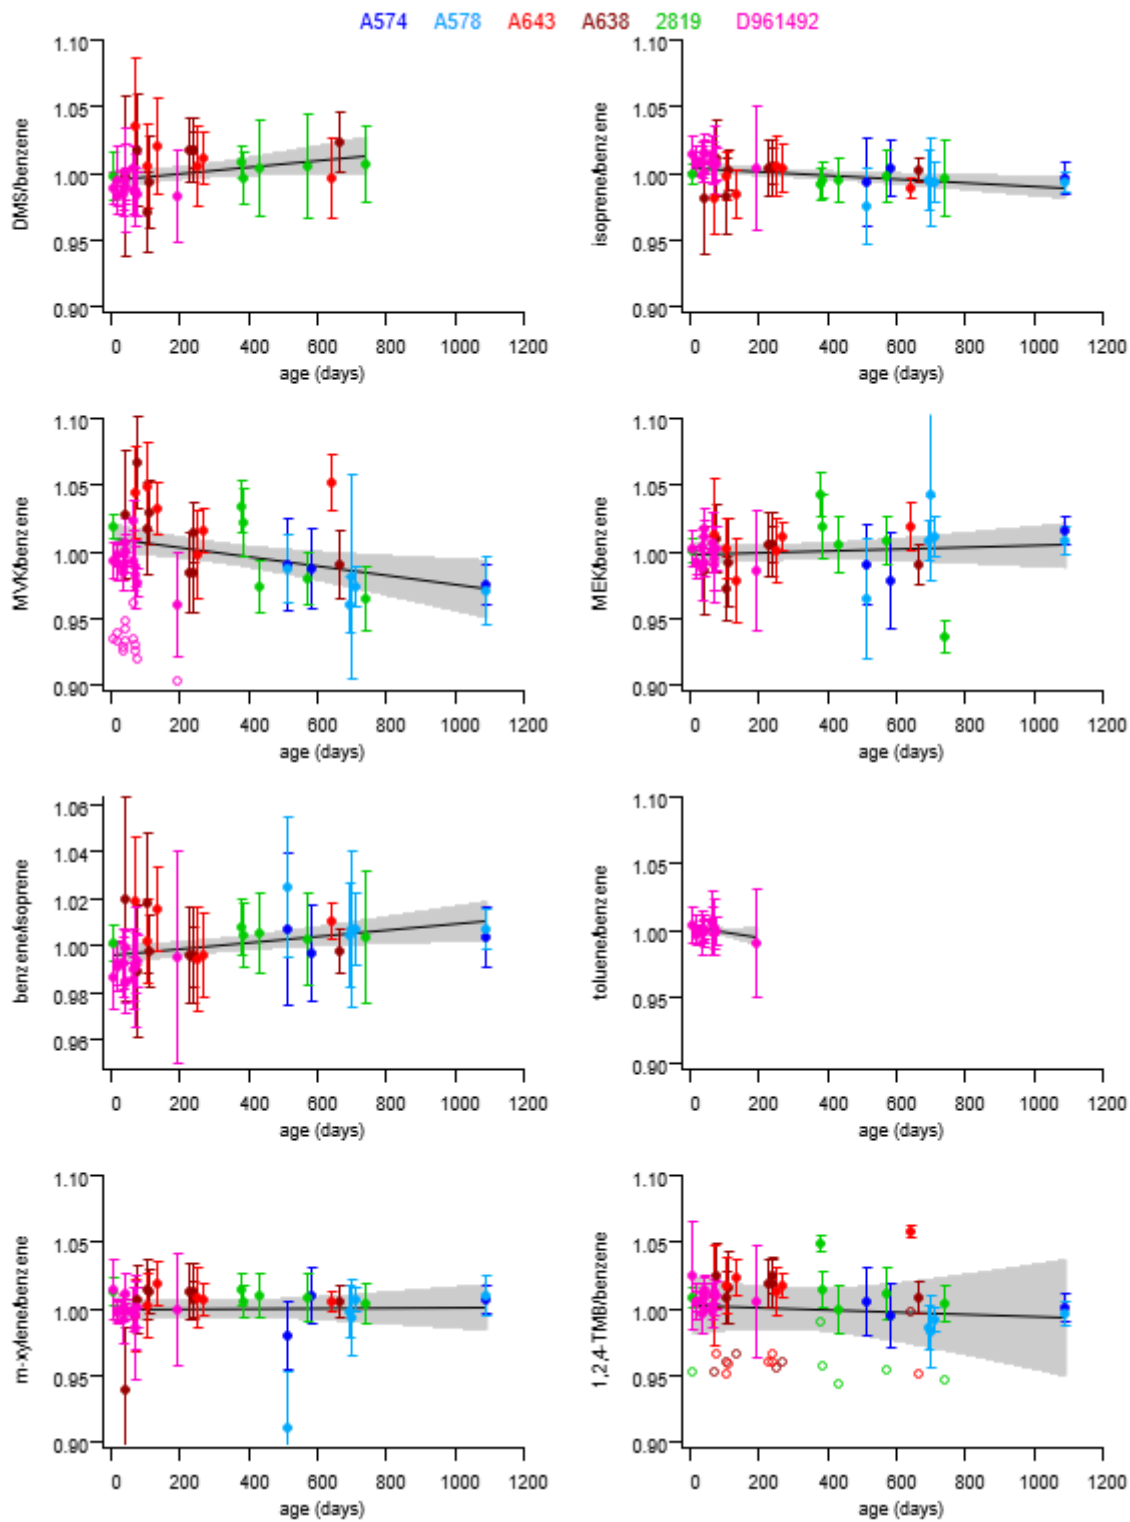 A574 A578 A643 A638 2819 D961492
1.10 1.10
1.05 1.05
1.00 1.00
0.95 0.95
0.90 0.90
DMS/benzene isoprene/benzene
0 200 400 600 800 1000 1200 0 200 400 600 800 1000 1200
age (days) age (days)
1.10 1.10
1.05 1.05
1.00 1.00
0.95 0.95
0.90 0.90
MVK/benzene MEK/benzene
0 200 400 600 800 1000 1200 0 200 400 600 800 1000 1200
age (days) age (days)
1.06 1.10
1.04 1.05
1.02 1.00
1.00 0.95
0.98 0.90
0.96
benzene/isoprene toluene/benzene
0 200 400 600 800 1000 1200 0 200 400 600 800 1000 1200
age (days) age (days)
1.10 1.10
1.05 1.05
1.00 1.00
0.95 0.95
0.90 0.90
m-xylene/benzene 1,2,4-TMB/benzene
0 200 400 600 800 1000 1200 0 200 400 600 800 1000 1200
age (days) age (days)